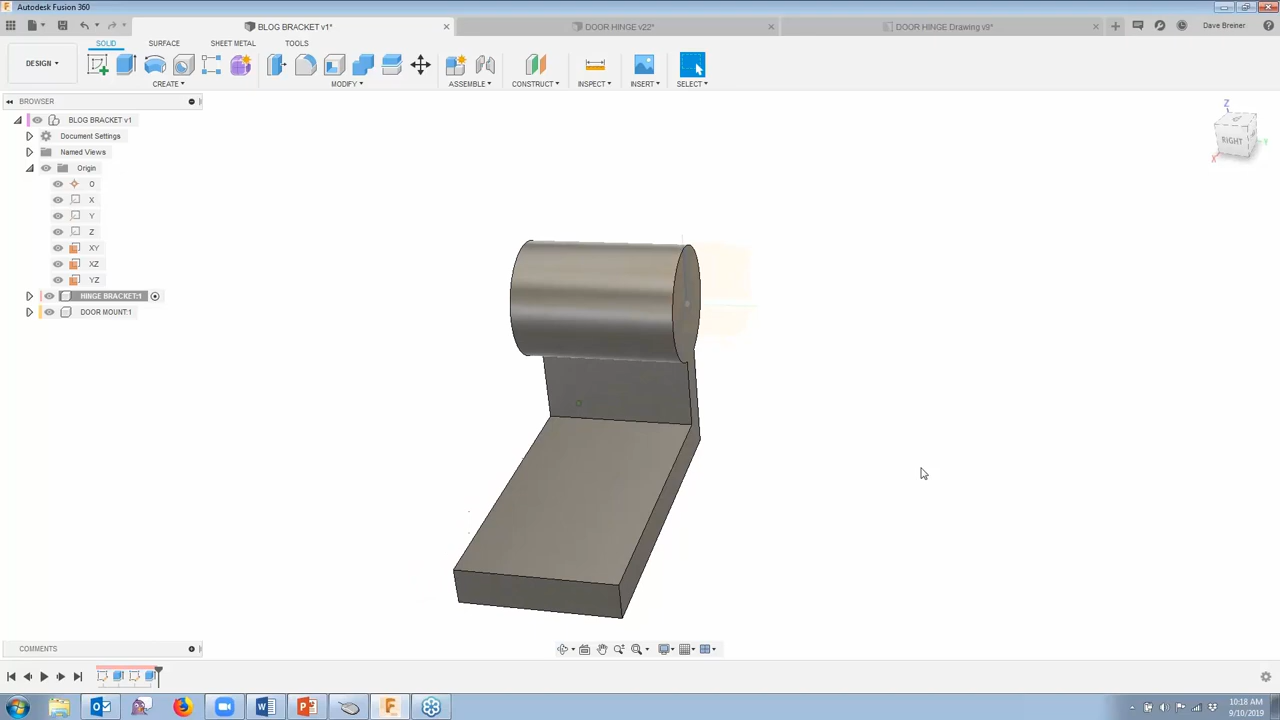 Autodesk Fusion 360
BLOG BRACKET v1*
DOOR HINGE v22*
DOOR HINGE Drawing v9*
Dave Breiner
SOLID
SURFACE
SHEET METAL
TOOLS
DESIGN
CREATE
MODIFY
ASSEMBLE
CONSTRUCT
INSPECT
INSERT
SELECT
BROWSER
BLOG BRACKET v1
Document Settings
Named Views
Origin
O
X
Y
Z
XY
XZ
YZ
HINGE BRACKET:1
DOOR MOUNT:1
Z
RIGHT
X
Y
COMMENTS
10:18 AM
9/10/2019